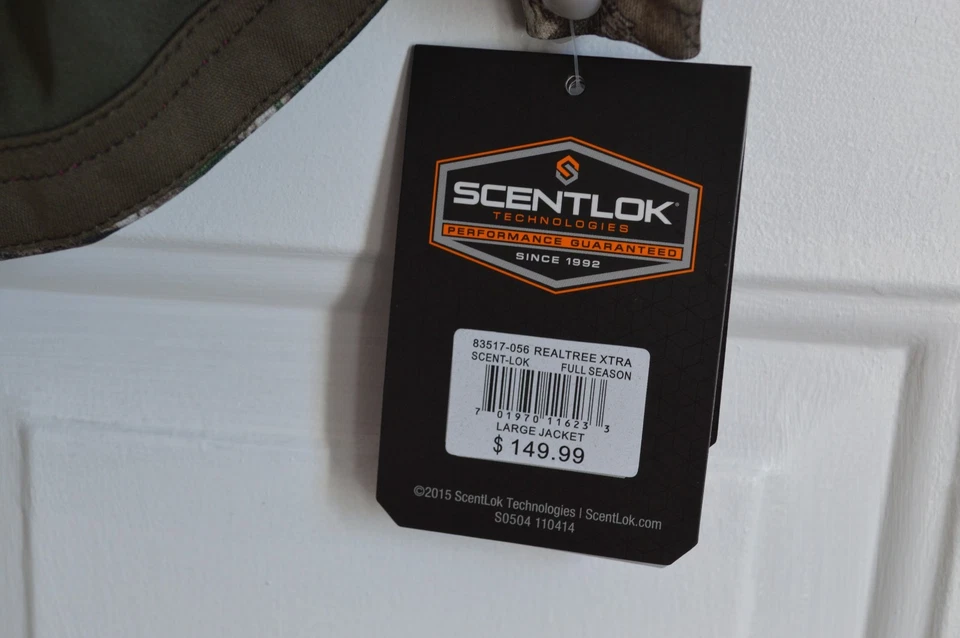 SCENTLOK®
TECHNOLOGIES
PERFORMANCE GUARANTEED
SINCE 1992
83517-056 REALTREE XTRA
SCENT-LOK FULL SEASON
7 01970 11623 3
LARGE JACKET
$ 149.99
©2015 ScentLok Technologies | ScentLok.com
S0504 110414